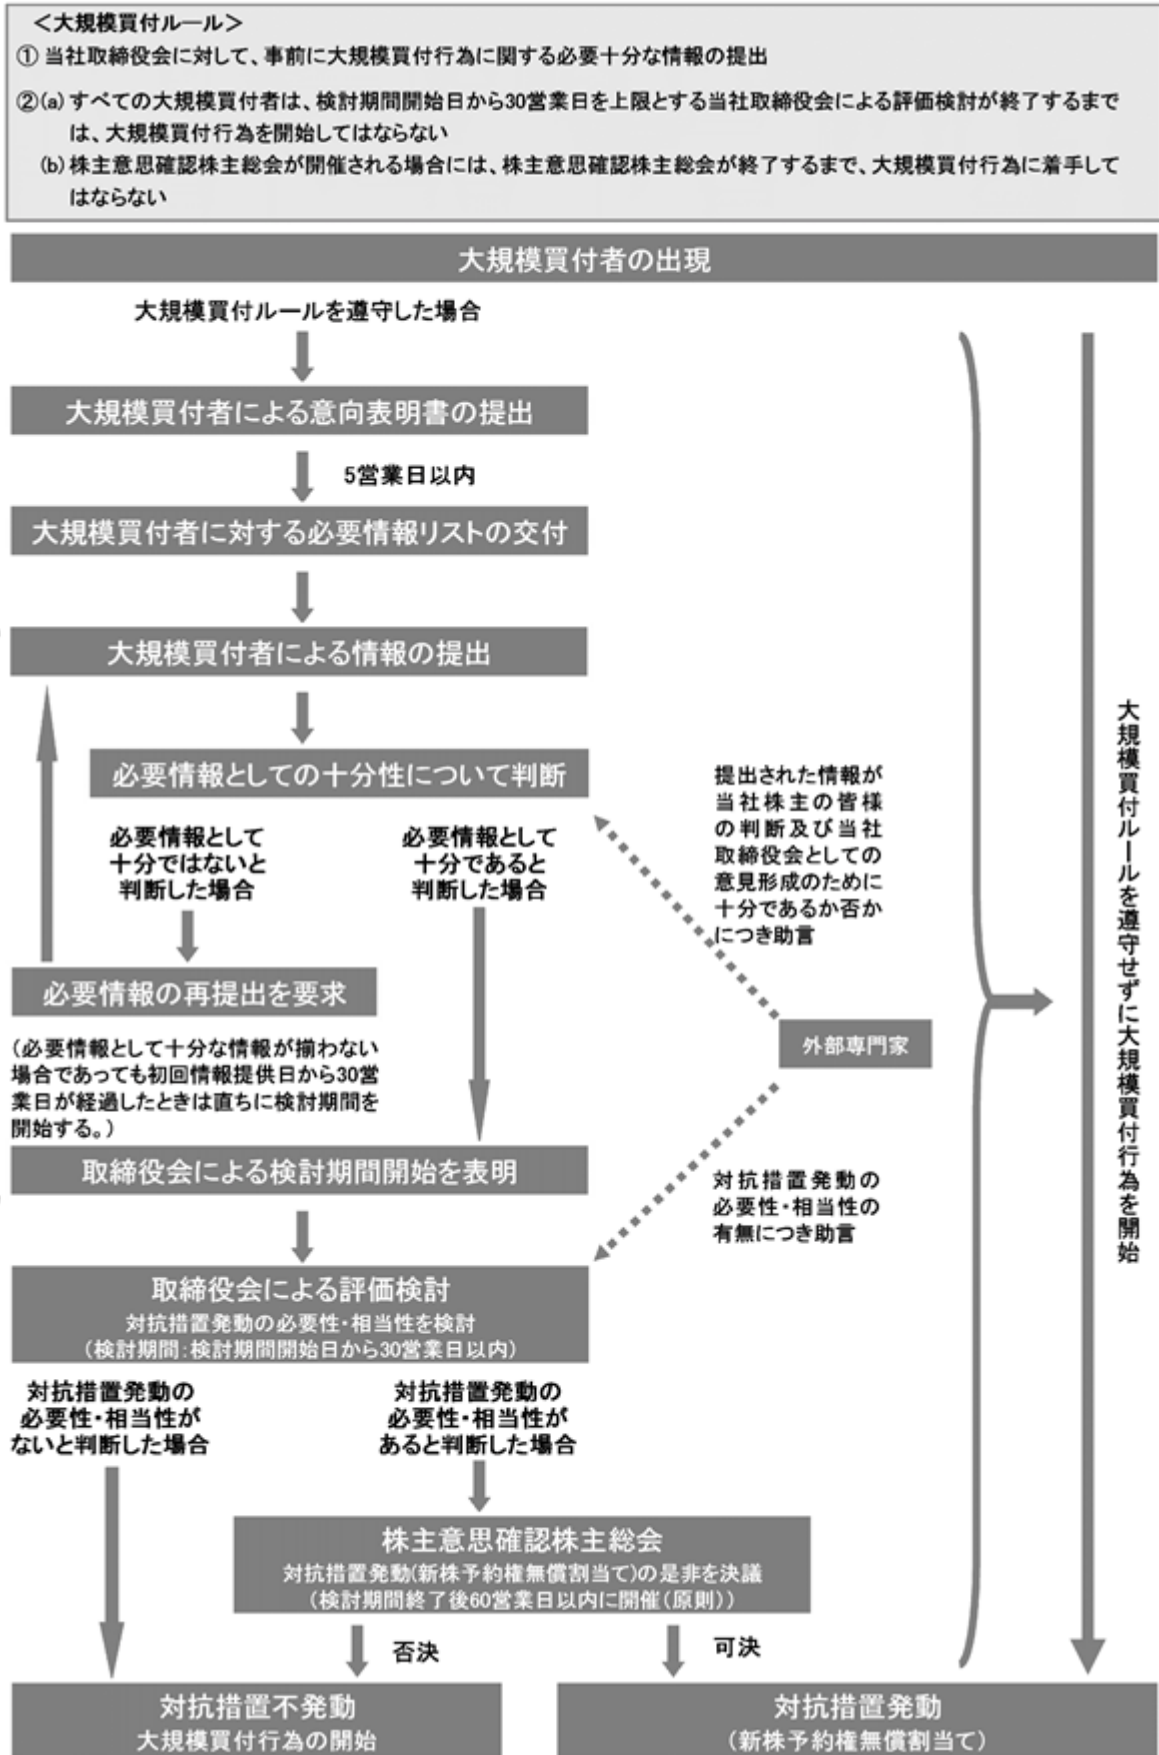 ＜大規模買付ルール＞
① 当社取締役会に対して、事前に大規模買付行為に関する必要十分な情報の提出
②(a) すべての大規模買付者は、検討期間開始日から30営業日を上限とする当社取締役会による評価検討が終了するまで
は、大規模買付行為を開始してはならない
(b) 株主意思確認株主総会が開催される場合には、株主意思確認株主総会が終了するまで、大規模買付行為に着手して
はならない
大規模買付者の出現
大規模買付ルールを遵守した場合
大規模買付者による意向表明書の提出
5営業日以内
大規模買付者に対する必要情報リストの交付
大規模買付者による情報の提出
必要情報としての十分性について判断
必要情報として
十分ではないと
判断した場合
必要情報として
十分であると
判断した場合
提出された情報が
当社株主の皆様
の判断及び当社
取締役会としての
意見形成のために
十分であるか否か
につき助言
大規模買付ルールを遵守せずに大規模買付行為を開始
必要情報の再提出を要求
（必要情報として十分な情報が揃わない
場合であっても初回情報提供日から30営
業日が経過したときは直ちに検討期間を
開始する。）
外部専門家
取締役会による検討期間開始を表明
対抗措置発動の
必要性・相当性の
有無につき助言
取締役会による評価検討
対抗措置発動の必要性・相当性を検討
（検討期間：検討期間開始日から30営業日以内）
対抗措置発動の
必要性・相当性が
ないと判断した場合
対抗措置発動の
必要性・相当性が
あると判断した場合
株主意思確認株主総会
対抗措置発動(新株予約権無償割当て)の是非を決議
（検討期間終了後60営業日以内に開催（原則））
否決
可決
対抗措置不発動
大規模買付行為の開始
対抗措置発動
（新株予約権無償割当て）